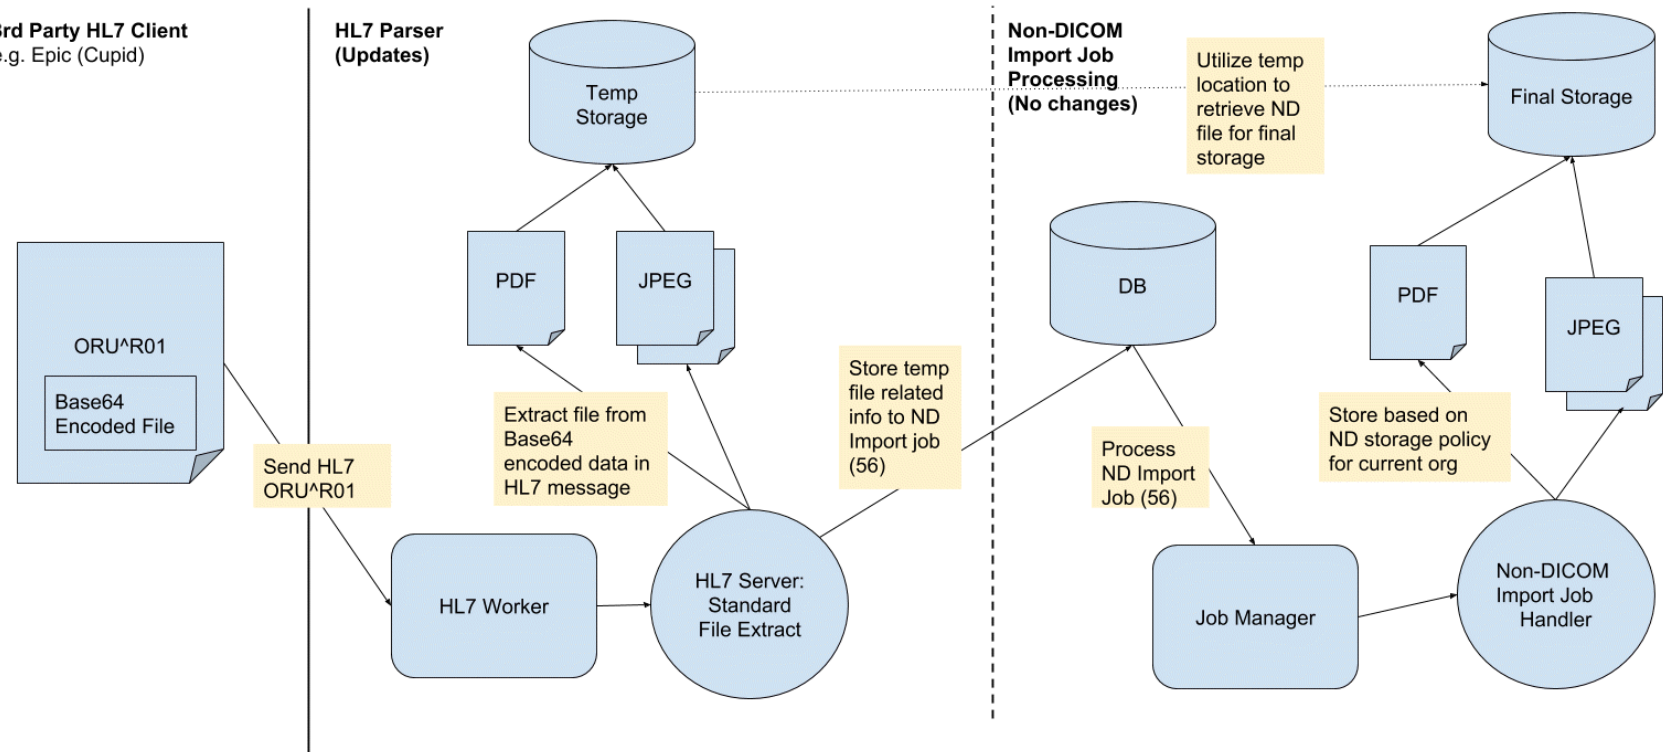 3rd Party HL7 Client
e.g. Epic (Cupid)
HL7 Parser
(Updates)
Temp
Storage
PDF
JPEG
ORU^R01
Base64
Encoded File
Send HL7
ORU^R01
Extract file from
Base64
encoded data in
HL7 message
Store temp
file related
info to ND
Import job
(56)
HL7 Worker
HL7 Server:
Standard
File Extract
Non-DICOM
Import Job
Processing
(No changes)
Utilize temp
location to
retrieve ND
file for final
storage
Final Storage
DB
PDF
JPEG
Process
ND Import
Job (56)
Store based on
ND storage policy
for current org
Job Manager
Non-DICOM
Import Job
Handler